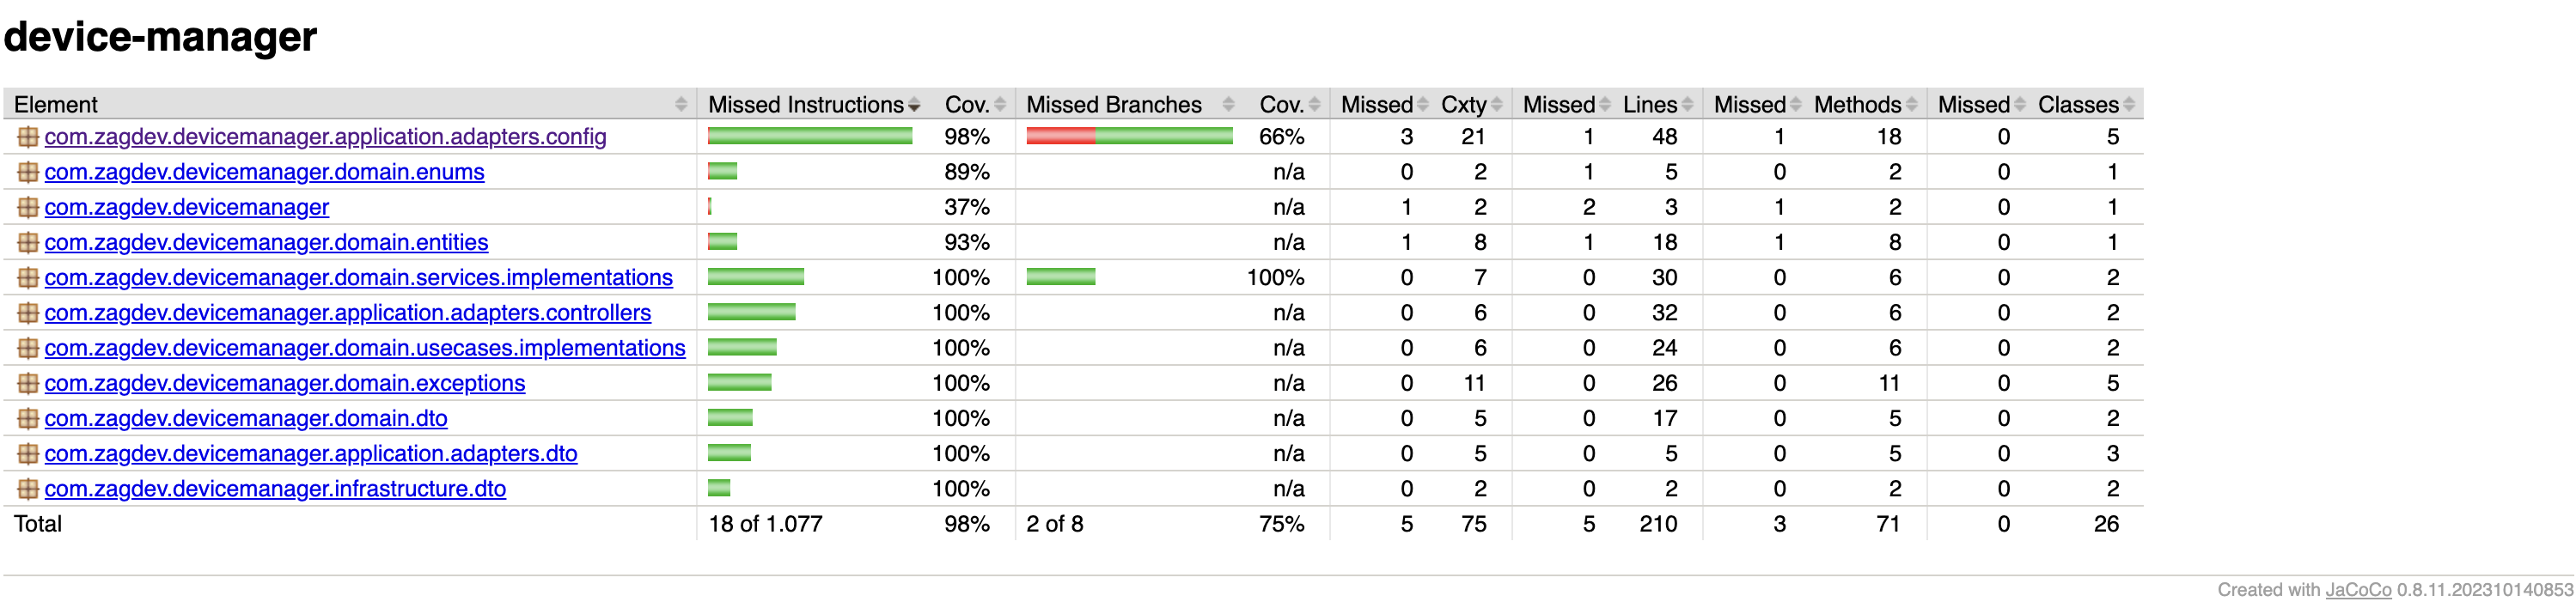 device-manager
Element Missed Instructions Cov. Missed Branches Cov. Missed Cxty Missed Lines Missed Methods Missed Classes
com.zagdev.devicemanager.application.adapters.config 98% 66% 3 21 1 48 1 18 0 5
com.zagdev.devicemanager.domain.enums 89% n/a 0 2 1 5 0 2 0 1
com.zagdev.devicemanager 37% n/a 1 2 2 3 1 2 0 1
com.zagdev.devicemanager.domain.entities 93% n/a 1 8 1 18 1 8 0 1
com.zagdev.devicemanager.domain.services.implementations 100% 100% 0 7 0 30 0 6 0 2
com.zagdev.devicemanager.application.adapters.controllers 100% n/a 0 6 0 32 0 6 0 2
com.zagdev.devicemanager.domain.usecases.implementations 100% n/a 0 6 0 24 0 6 0 2
com.zagdev.devicemanager.domain.exceptions 100% n/a 0 11 0 26 0 11 0 5
com.zagdev.devicemanager.domain.dto 100% n/a 0 5 0 17 0 5 0 2
com.zagdev.devicemanager.application.adapters.dto 100% n/a 0 5 0 5 0 5 0 3
com.zagdev.devicemanager.infrastructure.dto 100% n/a 0 2 0 2 0 2 0 2
Total 18 of 1.077 98% 2 of 8 75% 5 75 5 210 3 71 0 26
Created with JaCoCo 0.8.11.202310140853